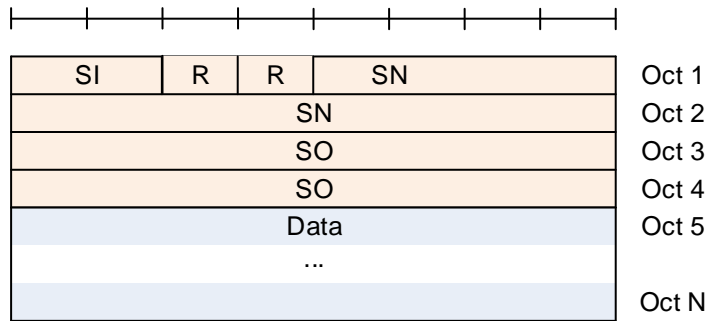 SI R R SN Oct 1
SN Oct 2
SO Oct 3
SO Oct 4
Data Oct 5
...
Oct N